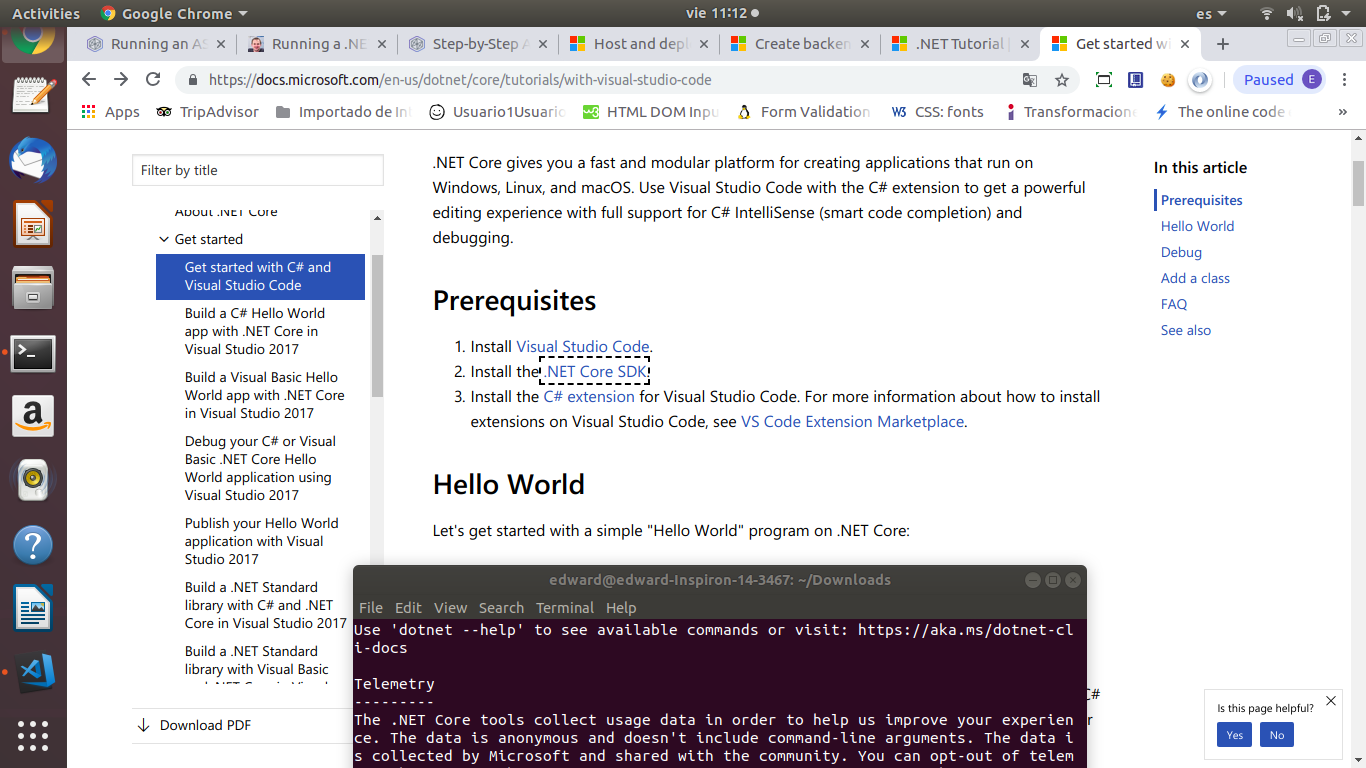 Activities
Google Chrome
vie 11:12
es
Running an AS
Running a .NE
Step-by-Step A
Host and depl
Create backen
.NET Tutorial |
Get started wi
https://docs.microsoft.com/en-us/dotnet/core/tutorials/with-visual-studio-code
Paused
E
Apps
TripAdvisor
Importado de Int
Usuario1Usuario
w3
HTML DOM Inpu
Form Validation
W3
CSS: fonts
Transformacione
The online code
»
Filter by title
About .NET Core
Get started
Get started with C# and
Visual Studio Code
Build a C# Hello World
app with .NET Core in
Visual Studio 2017
Build a Visual Basic Hello
World app with .NET Core
in Visual Studio 2017
Debug your C# or Visual
Basic .NET Core Hello
World application using
Visual Studio 2017
Publish your Hello World
application with Visual
Studio 2017
Build a .NET Standard
library with C# and .NET
Core in Visual Studio 2017
Build a .NET Standard
library with Visual Basic
Download PDF
.NET Core gives you a fast and modular platform for creating applications that run on
Windows, Linux, and macOS. Use Visual Studio Code with the C# extension to get a powerful
editing experience with full support for C# IntelliSense (smart code completion) and
debugging.
Prerequisites
1. Install Visual Studio Code.
2. Install the .NET Core SDK.
3. Install the C# extension for Visual Studio Code. For more information about how to install
extensions on Visual Studio Code, see VS Code Extension Marketplace.
Hello World
Let's get started with a simple "Hello World" program on .NET Core:
C#
In this article
Prerequisites
Hello World
Debug
Add a class
FAQ
See also
edward@edward-Inspiron-14-3467: ~/Downloads
File Edit View Search Terminal Help
Use 'dotnet --help' to see available commands or visit: https://aka.ms/dotnet-cl
i-docs
Telemetry
---------
The .NET Core tools collect usage data in order to help us improve your experien
ce. The data is anonymous and doesn't include command-line arguments. The data i
s collected by Microsoft and shared with the community. You can opt-out of telem
Is this page helpful?
Yes
No